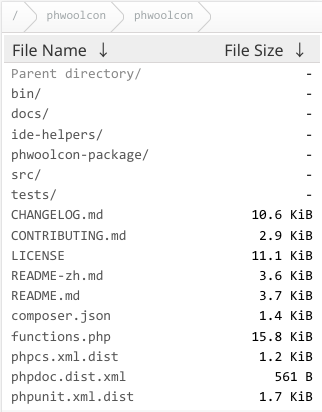 / phwoolcon phwoolcon
File Name ↓ File Size ↓
Parent directory/ -
bin/ -
docs/ -
ide-helpers/ -
phwoolcon-package/ -
src/ -
tests/ -
CHANGELOG.md 10.6 KiB
CONTRIBUTING.md 2.9 KiB
LICENSE 11.1 KiB
README-zh.md 3.6 KiB
README.md 3.7 KiB
composer.json 1.4 KiB
functions.php 15.8 KiB
phpcs.xml.dist 1.2 KiB
phpdoc.dist.xml 561 B
phpunit.xml.dist 1.7 KiB